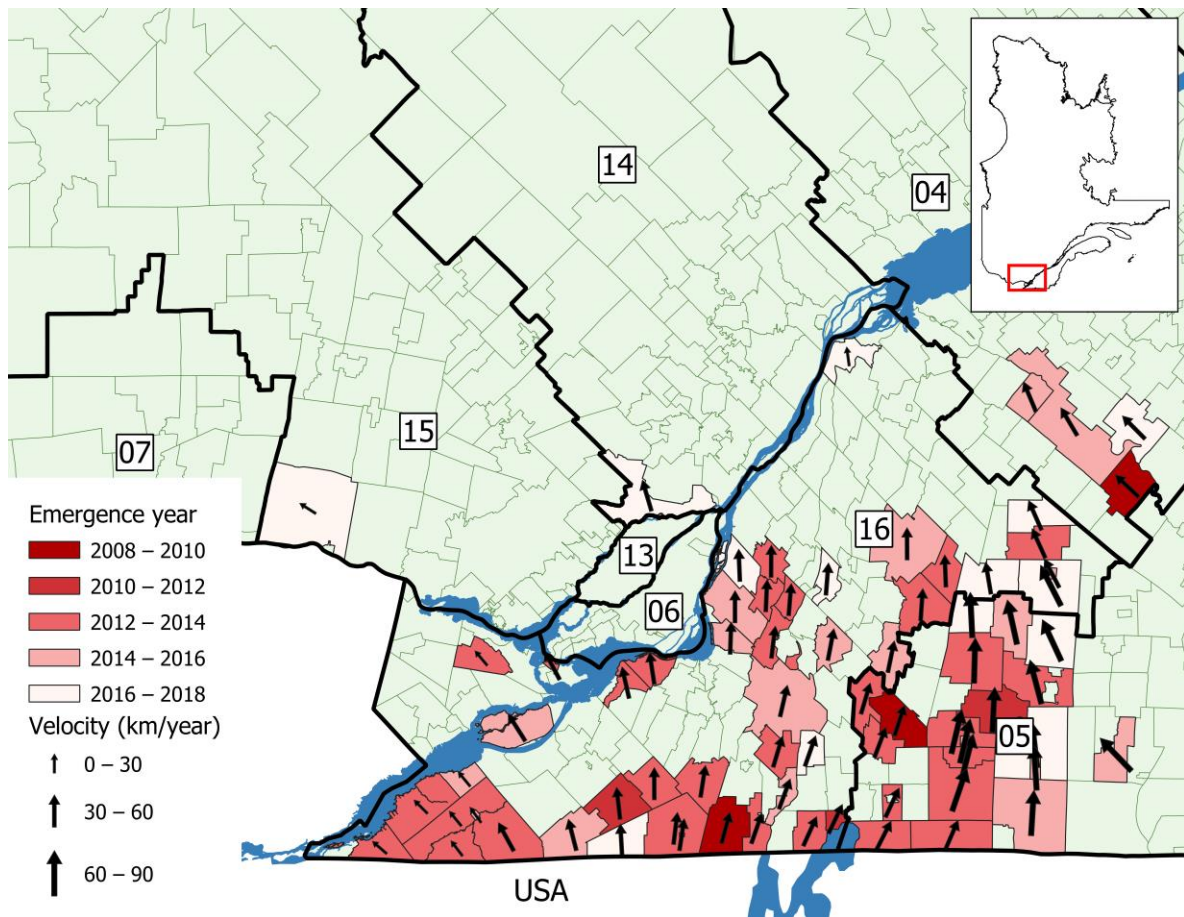 14
04
15
07
Emergence year
2008 – 2010
2010 – 2012
2012 – 2014
2014 – 2016
2016 – 2018
Velocity (km/year)
0 – 30
30 – 60
60 – 90
16
13
06
05
USA